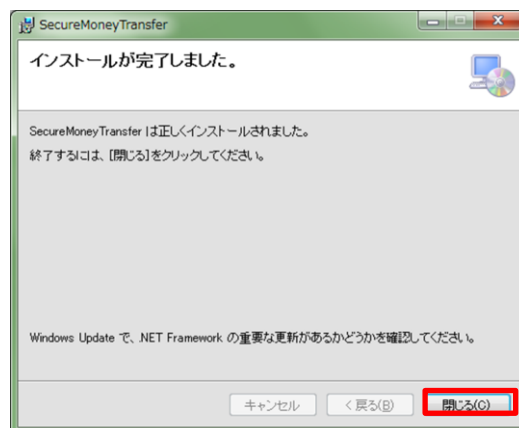 SecureMoneyTransfer
インストールが完了しました。
SecureMoneyTransfer は正しくインストールされました。
終了するには、[閉じる]をクリックしてください。
Windows Update で、.NET Framework の重要な更新があるかどうかを確認してください。
キャンセル
< 戻る(B)
閉じる(C)